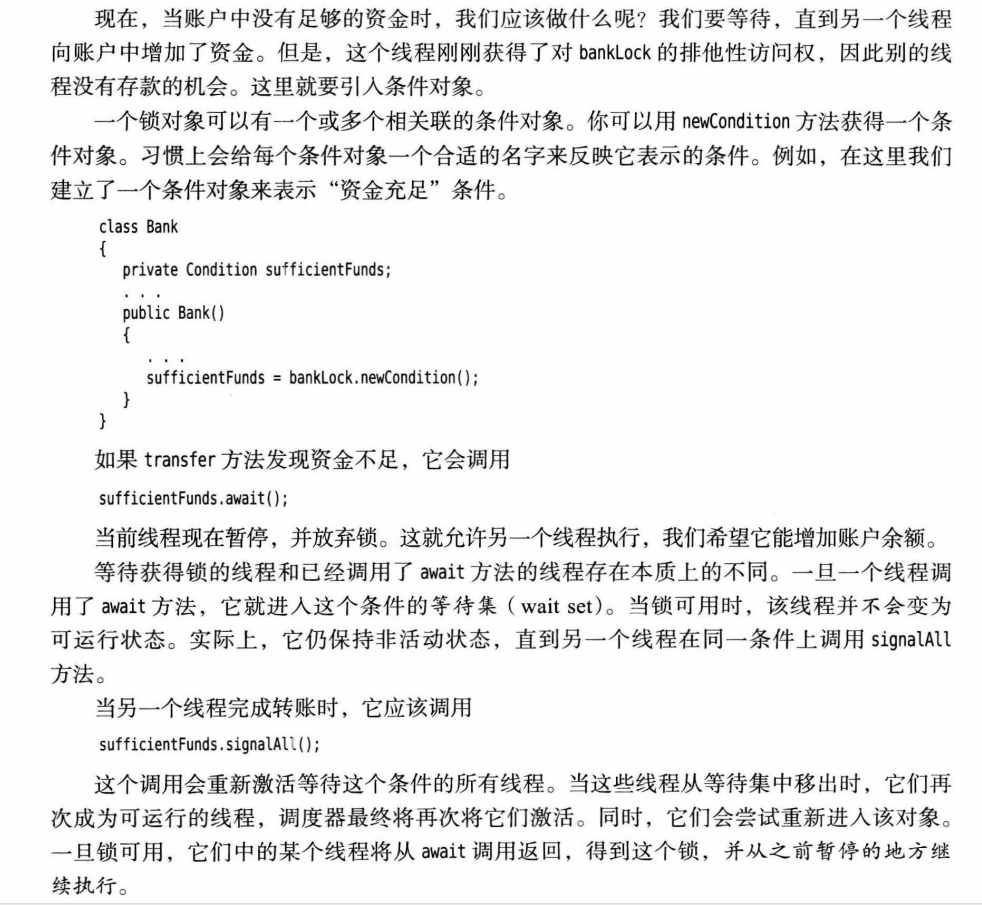 现在，当账户中没有足够的资金时，我们应该做什么呢？我们要等待，直到另一个线程
向账户中增加了资金。但是，这个线程刚刚获得了对 bankLock 的排他性访问权，因此别的线
程没有存款的机会。这里就要引入条件对象。
一个锁对象可以有一个或多个相关联的条件对象。你可以用 newCondition 方法获得一个条
件对象。习惯上会给每个条件对象一个合适的名字来反映它表示的条件。例如，在这里我们
建立了一个条件对象来表示“资金充足”条件。
class Bank
{
private Condition sufficientFunds;
. . .
public Bank()
{
. . .
sufficientFunds = bankLock.newCondition();
}
}
如果 transfer 方法发现资金不足，它会调用
sufficientFunds.await();
当前线程现在暂停，并放弃锁。这就允许另一个线程执行，我们希望它能增加账户余额。
等待获得锁的线程和已经调用了 await 方法的线程存在本质上的不同。一旦一个线程调
用了 await 方法，它就进入这个条件的等待集（wait set）。当锁可用时，该线程并不会变为
可运行状态。实际上，它仍保持非活动状态，直到另一个线程在同一条件上调用 signalAll
方法。
当另一个线程完成转账时，它应该调用
sufficientFunds.signalAll();
这个调用会重新激活等待这个条件的所有线程。当这些线程从等待集中移出时，它们再
次成为可运行的线程，调度器最终将再次将它们激活。同时，它们会尝试重新进入该对象。
一旦锁可用，它们中的某个线程将从 await 调用返回，得到这个锁，并从之前暂停的地方继
续执行。